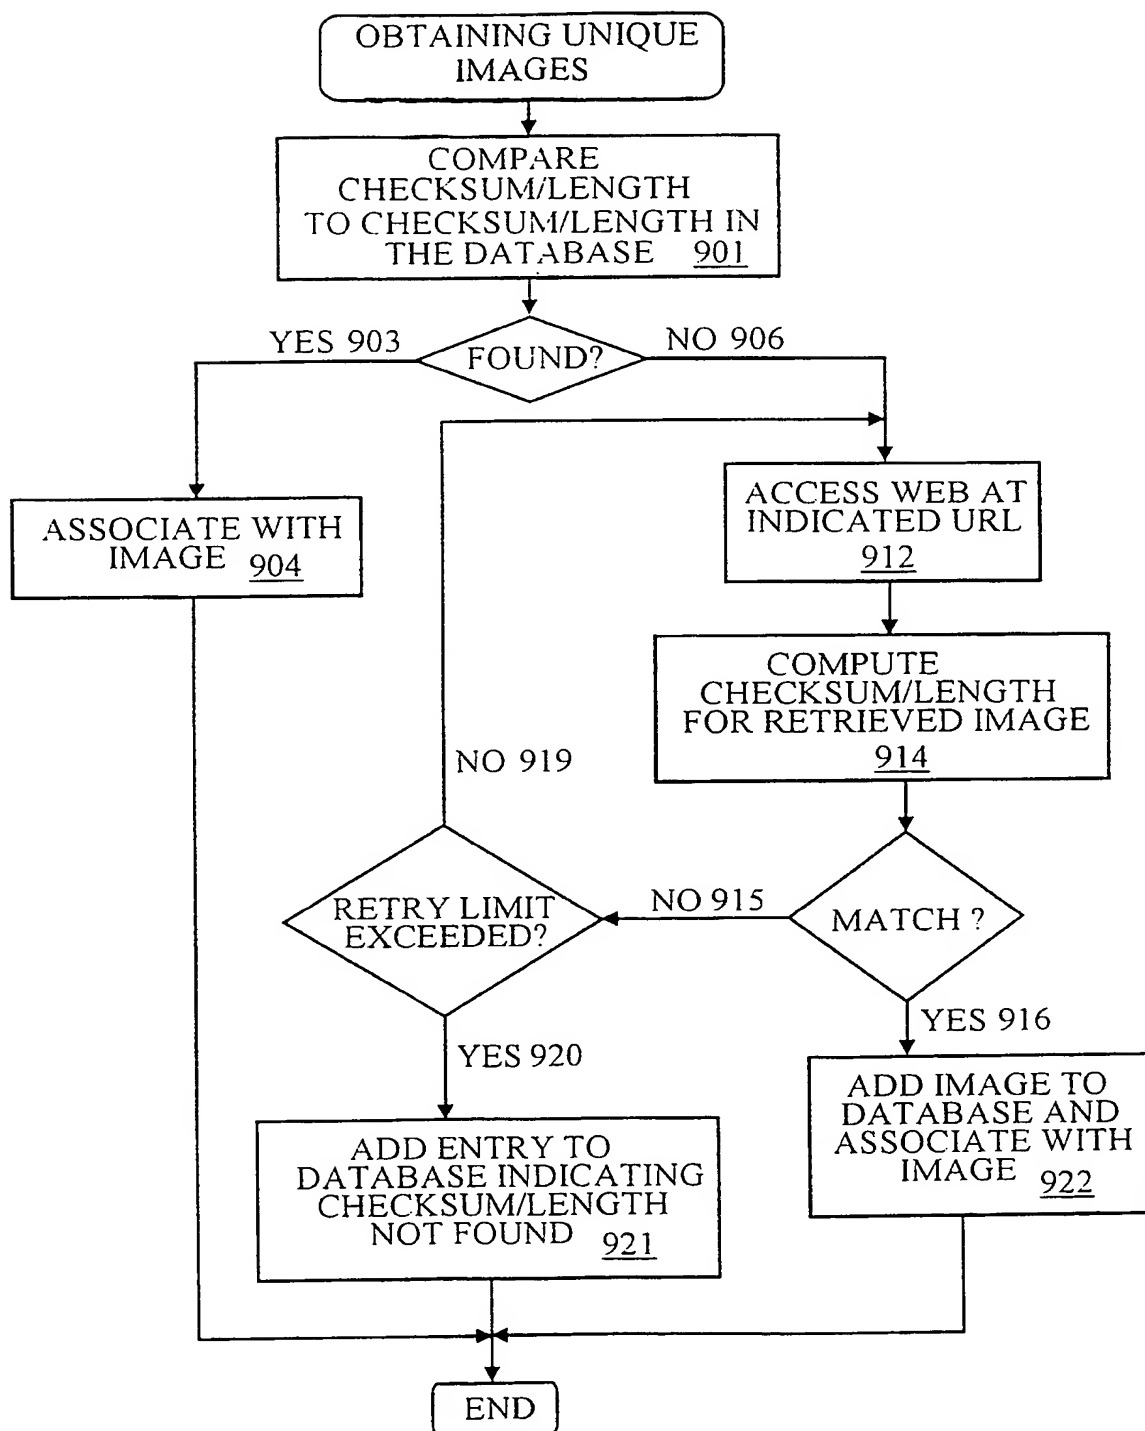 OBTAINING UNIQUE
IMAGES
COMPARE
CHECKSUM/LENGTH
TO CHECKSUM/LENGTH IN
THE DATABASE 901
YES 903
FOUND?
NO 906
ASSOCIATE WITH
IMAGE 904
ACCESS WEB AT
INDICATED URL
912
COMPUTE
CHECKSUM/LENGTH
FOR RETRIEVED IMAGE
914
NO 919
RETRY LIMIT
EXCEEDED?
NO 915
MATCH ?
YES 916
YES 920
ADD IMAGE TO
DATABASE AND
ASSOCIATE WITH
IMAGE 922
ADD ENTRY TO
DATABASE INDICATING
CHECKSUM/LENGTH
NOT FOUND 921
END